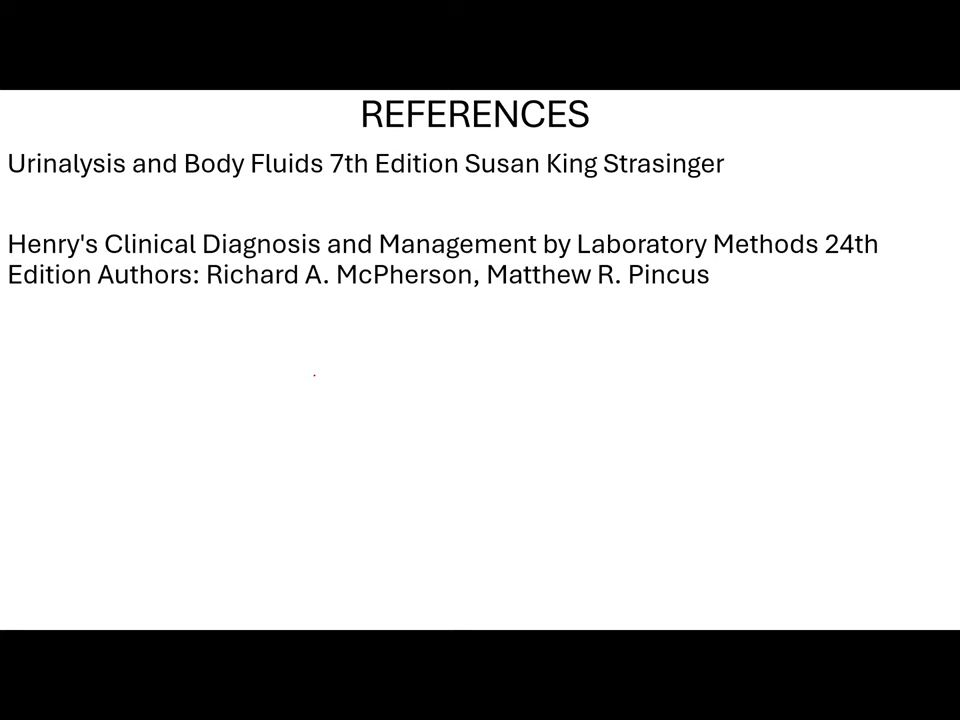 REFERENCES
Urinalysis and Body Fluids 7th Edition Susan King Strasinger
Henry's Clinical Diagnosis and Management by Laboratory Methods 24th
Edition Authors: Richard A. McPherson, Matthew R. Pincus